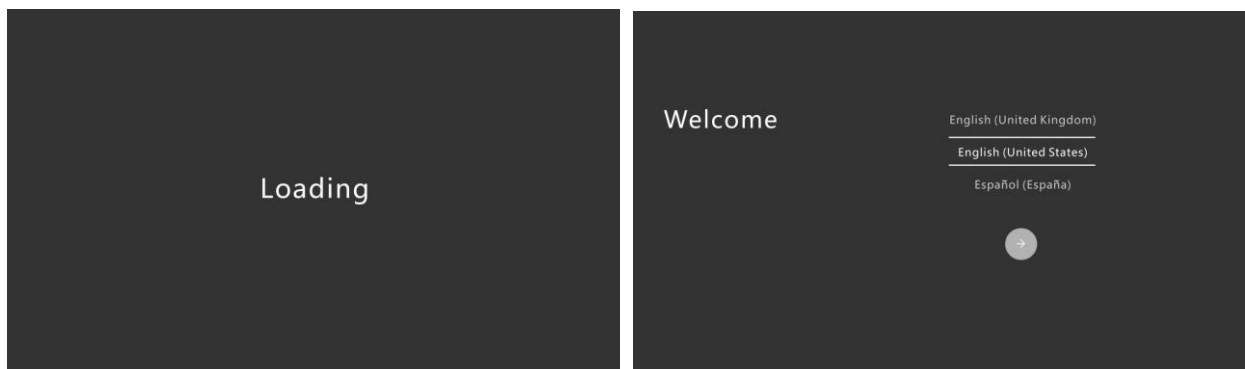 Loading
Welcome
English (United Kingdom)
English (United States)
Español (España)